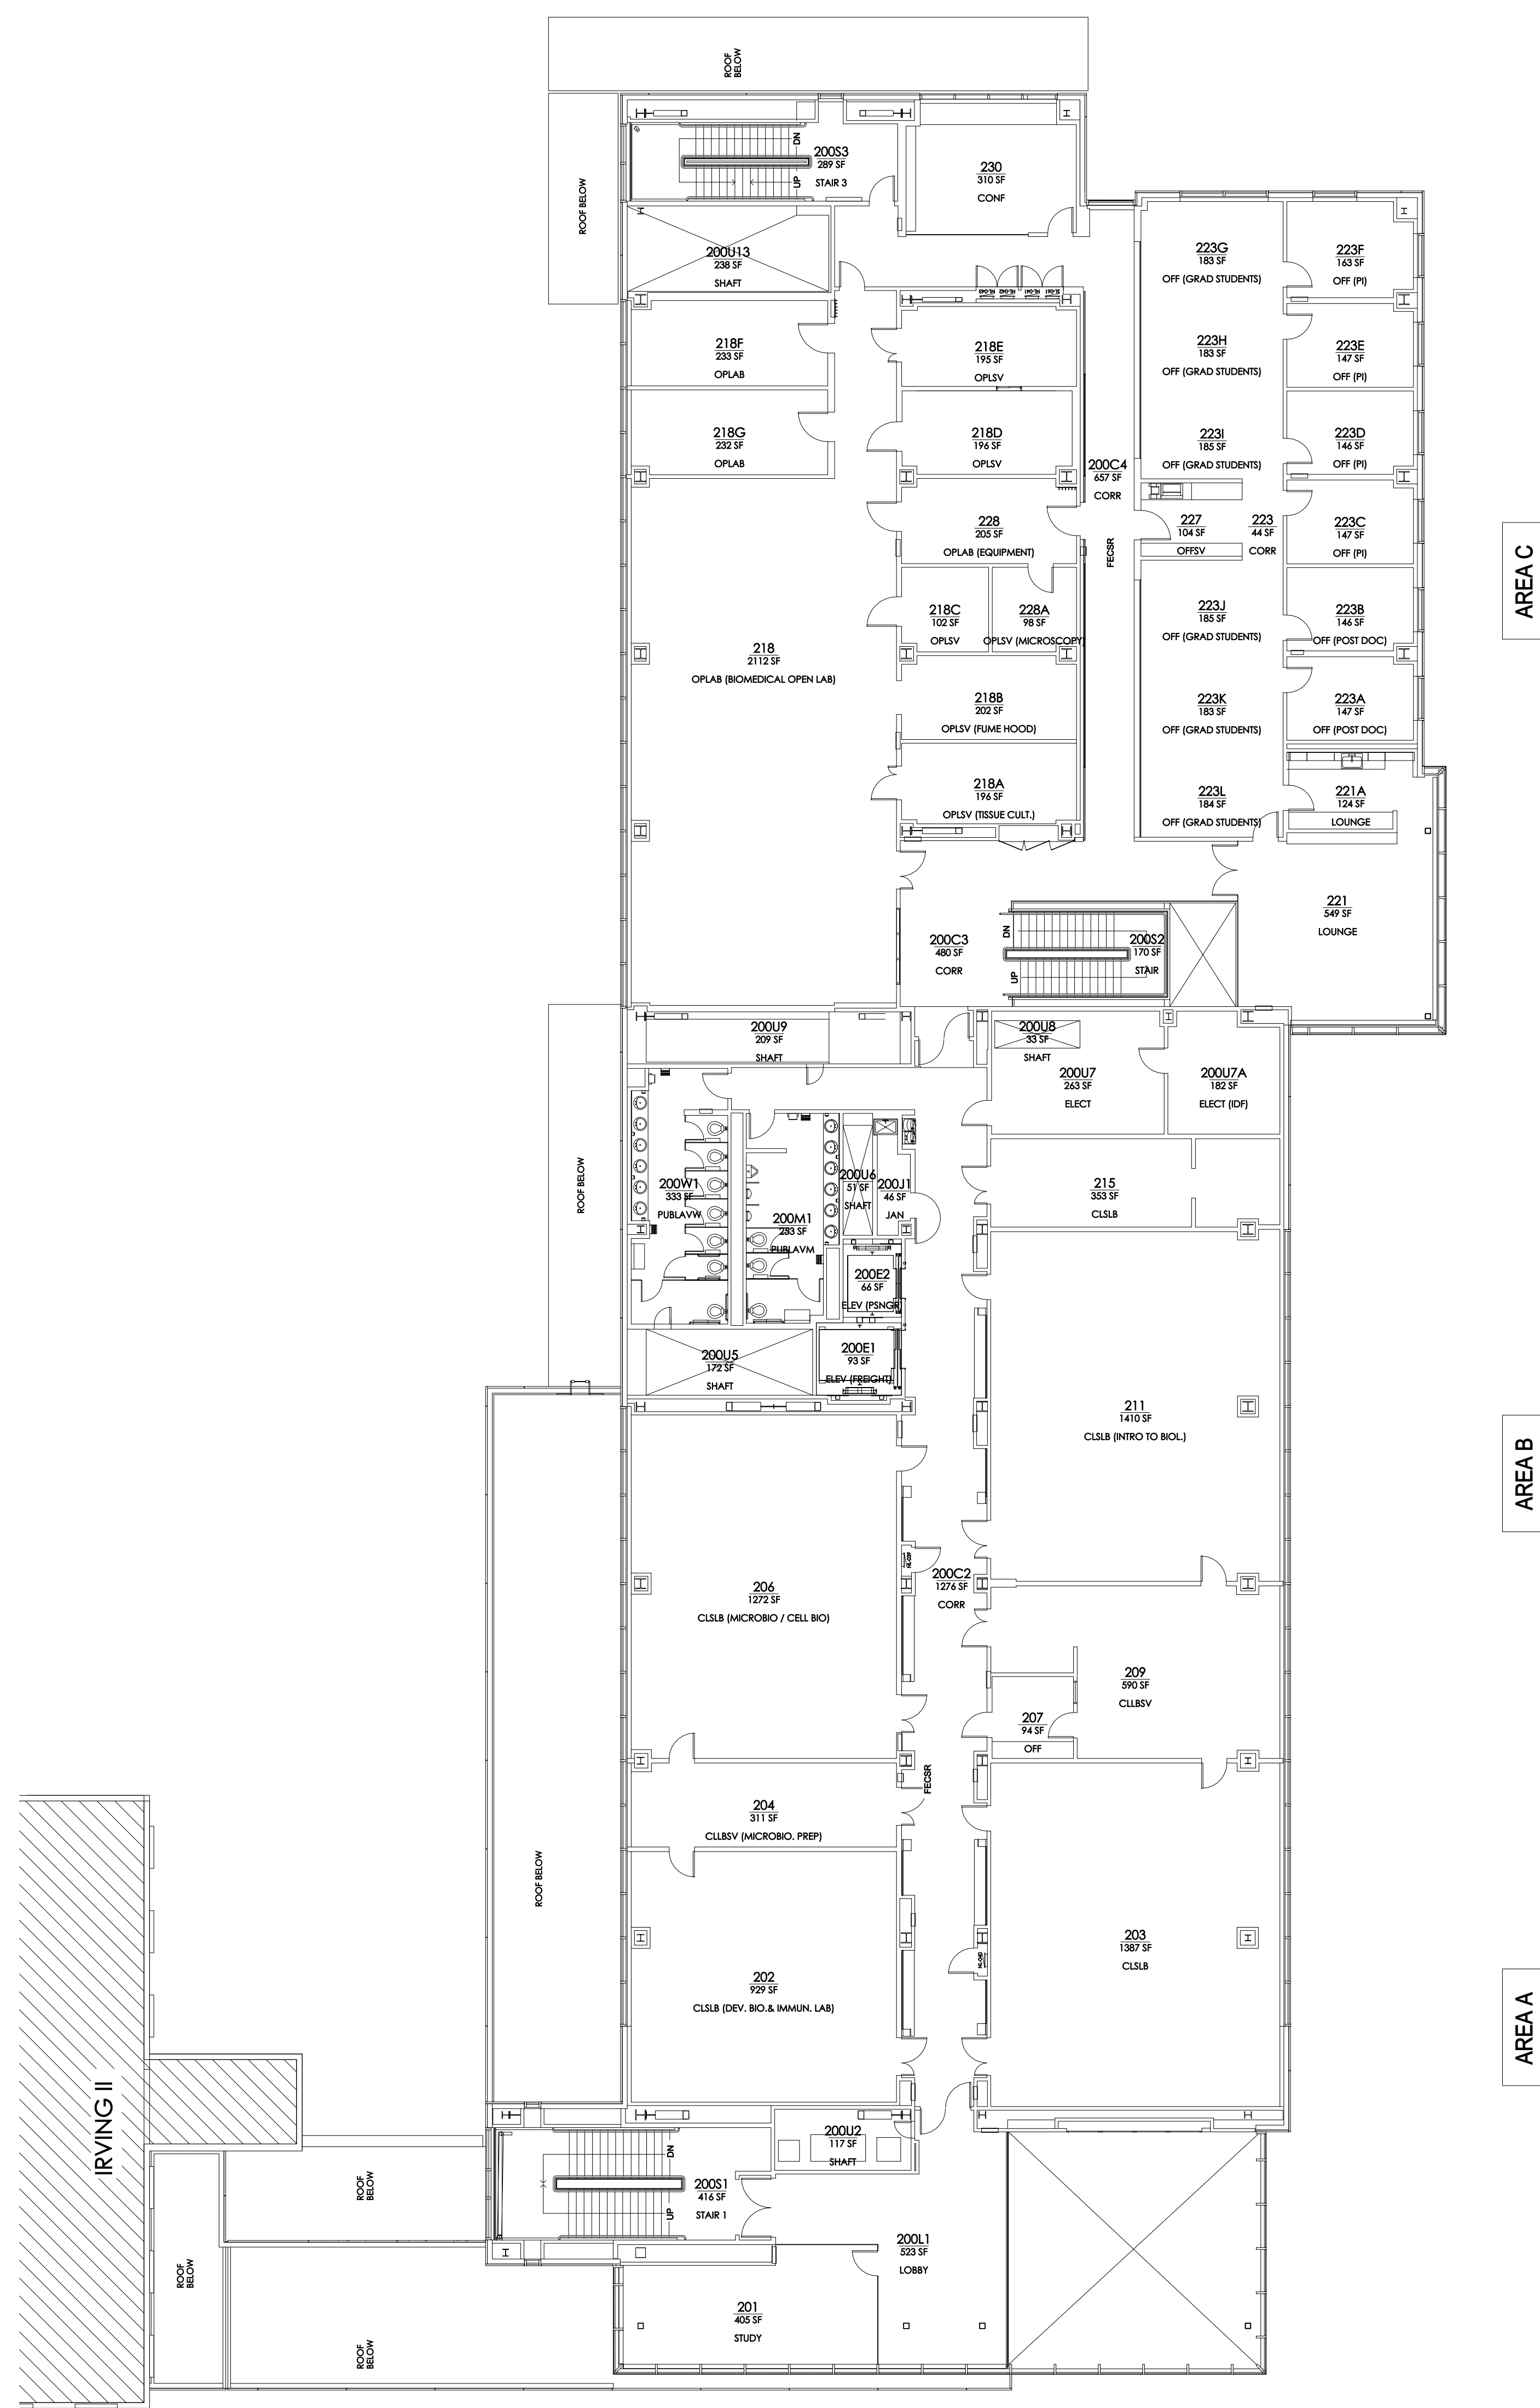 ROOF
BELOW
ROOF BELOW
DN
UP
200S3
289 SF
STAIR 3
230
310 SF
CONF
200U13
238 SF
SHAFT
223G
183 SF
OFF (GRAD STUDENTS)
223F
163 SF
OFF (PI)
218F
233 SF
OPLAB
218E
195 SF
OPLSV
223H
183 SF
OFF (GRAD STUDENTS)
223E
147 SF
OFF (PI)
218G
232 SF
OPLAB
218D
196 SF
OPLSV
200C4
657 SF
CORR
223I
185 SF
OFF (GRAD STUDENTS)
223D
146 SF
OFF (PI)
228
205 SF
OPLAB (EQUIPMENT)
FECSR
227
104 SF
OFFSV
223
44 SF
CORR
223C
147 SF
OFF (PI)
AREA C
218C
102 SF
OPLSV
228A
98 SF
OPLSV (MICROSCOPY)
223J
185 SF
OFF (GRAD STUDENTS)
223B
146 SF
OFF (POST DOC)
218
2112 SF
OPLAB (BIOMEDICAL OPEN LAB)
218B
202 SF
OPLSV (FUME HOOD)
223K
183 SF
OFF (GRAD STUDENTS)
223A
147 SF
OFF (POST DOC)
218A
196 SF
OPLSV (TISSUE CULT.)
223L
184 SF
OFF (GRAD STUDENTS)
221A
124 SF
LOUNGE
221
549 SF
LOUNGE
200C3
480 SF
CORR
DN
UP
200S2
170 SF
STAIR
200U9
209 SF
SHAFT
200U8
33 SF
SHAFT
200U7
263 SF
ELECT
200U7A
182 SF
ELECT (IDF)
ROOF BELOW
200W1
333 SF
PUBLAVW
200M1
253 SF
PUBLAVM
200U6
51 SF
SHAFT
200J1
46 SF
JAN
215
353 SF
CLSLB
200E2
66 SF
ELEV (PSNGR)
200E1
93 SF
ELEV (FREIGHT)
200U5
172 SF
SHAFT
211
1410 SF
CLSLB (INTRO TO BIOL.)
AREA B
206
1272 SF
CLSLB (MICROBIO / CELL BIO)
200C2
1276 SF
CORR
209
590 SF
CLLBSV
207
94 SF
OFF
FECSR
204
311 SF
CLLBSV (MICROBIO. PREP)
ROOF BELOW
203
1387 SF
CLSLB
202
929 SF
CLSLB (DEV. BIO.& IMMUN. LAB)
AREA A
IRVING II
200U2
117 SF
SHAFT
DN
UP
200S1
416 SF
STAIR 1
ROOF
BELOW
200L1
523 SF
LOBBY
ROOF
BELOW
201
405 SF
STUDY
ROOF
BELOW